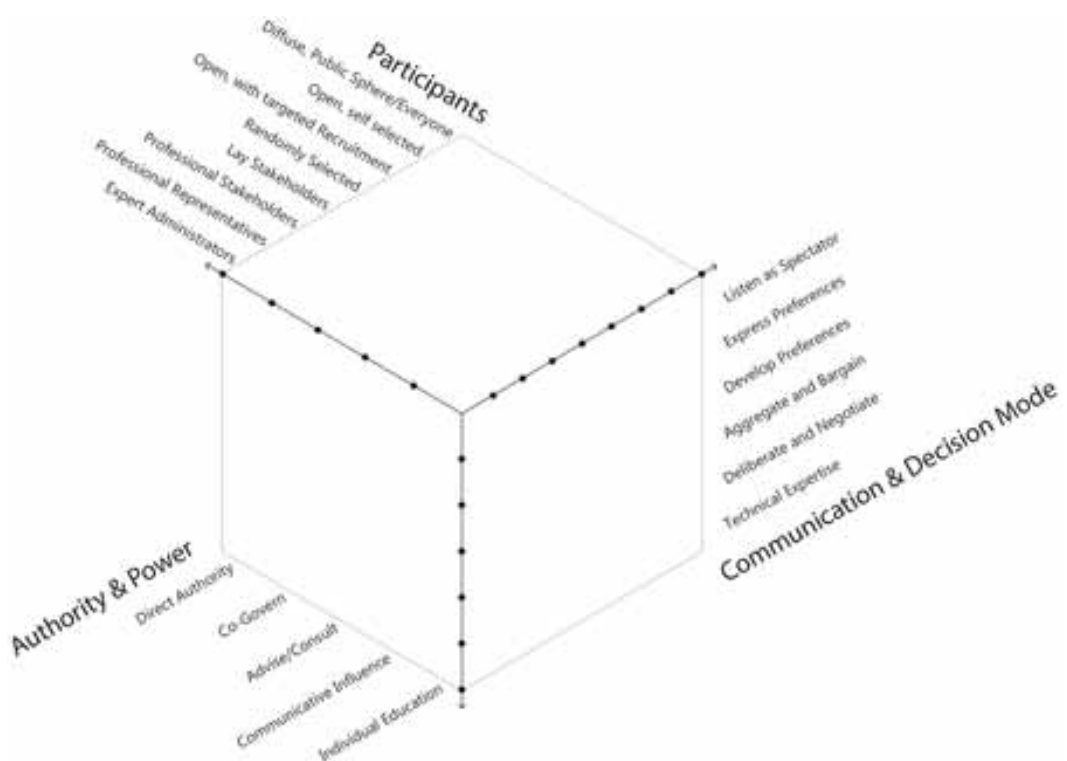 Participants
Diffuse, Public Sphere/Everyone
Open, self selected
Open, with targeted Recruitment
Randomly Selected
Lay Stakeholders
Professional Stakeholders
Professional Representatives
Expert Administrators
Listen as Spectator
Express Preferences
Develop Preferences
Aggregate and Bargain
Deliberate and Negotiate
Technical Expertise
Communication & Decision Mode
Authority & Power
Direct Authority
Co-Govern
Advise/Consult
Communicative Influence
Individual Education